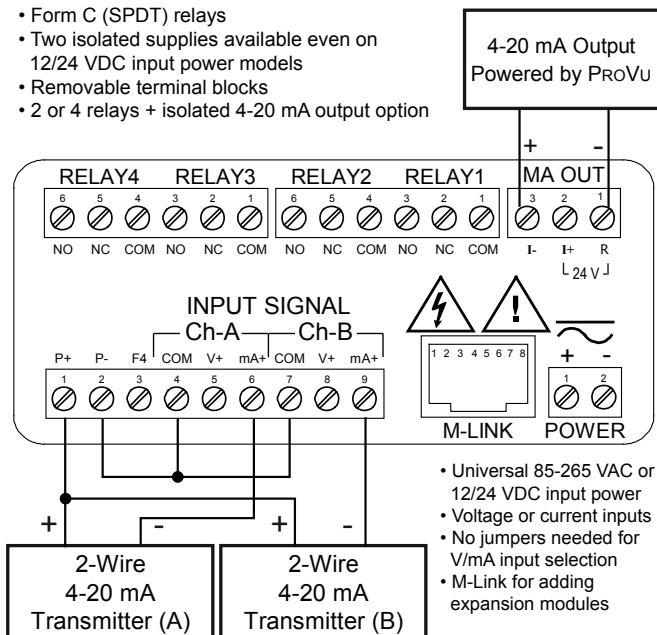 • Form C (SPDT) relays
• Two isolated supplies available even on
12/24 VDC input power models
• Removable terminal blocks
• 2 or 4 relays + isolated 4-20 mA output option
4-20 mA Output
Powered by PROVU
+ -
RELAY4 RELAY3 RELAY2 RELAY1 MA OUT
6 5 4 3 2 1 6 5 4 3 2 1 3 2 1
NO NC COM NO NC COM NO NC COM NO NC COM I- I+ R
24 V
INPUT SIGNAL
Ch-A Ch-B
P+ P- F4 COM V+ mA+ COM V+ mA+
1 2 3 4 5 6 7 8 9
!
1 2 3 4 5 6 7 8
M-LINK
+ -
1 2
POWER
• Universal 85-265 VAC or
12/24 VDC input power
• Voltage or current inputs
• No jumpers needed for
V/mA input selection
• M-Link for adding
expansion modules
+ - + -
2-Wire
4-20 mA
Transmitter (A)
2-Wire
4-20 mA
Transmitter (B)